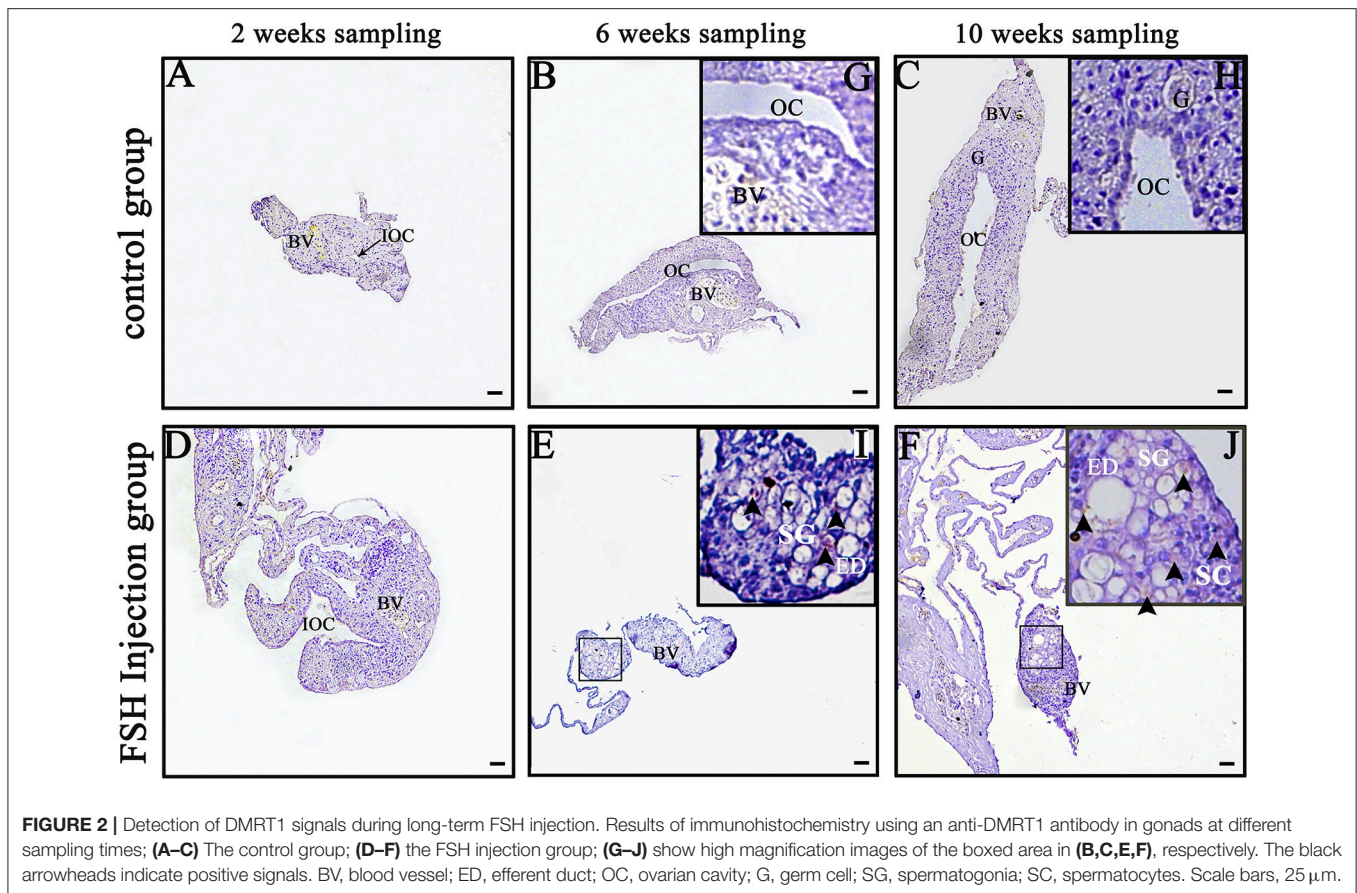 2 weeks sampling
6 weeks sampling
10 weeks sampling
control group
A
BV
IOC
B
G
OC
BV
OC
BV
C
H
G
OC
BV
G
OC
FSH Injection group
D
BV
IOC
E
I
SG
ED
BV
F
J
ED
SG
SC
BV
FIGURE 2 | Detection of DMRT1 signals during long-term FSH injection. Results of immunohistochemistry using an anti-DMRT1 antibody in gonads at different
sampling times; (A–C) The control group; (D–F) the FSH injection group; (G–J) show high magnification images of the boxed area in (B,C,E,F), respectively. The black
arrowheads indicate positive signals. BV, blood vessel; ED, efferent duct; OC, ovarian cavity; G, germ cell; SG, spermatogonia; SC, spermatocytes. Scale bars, 25 μm.